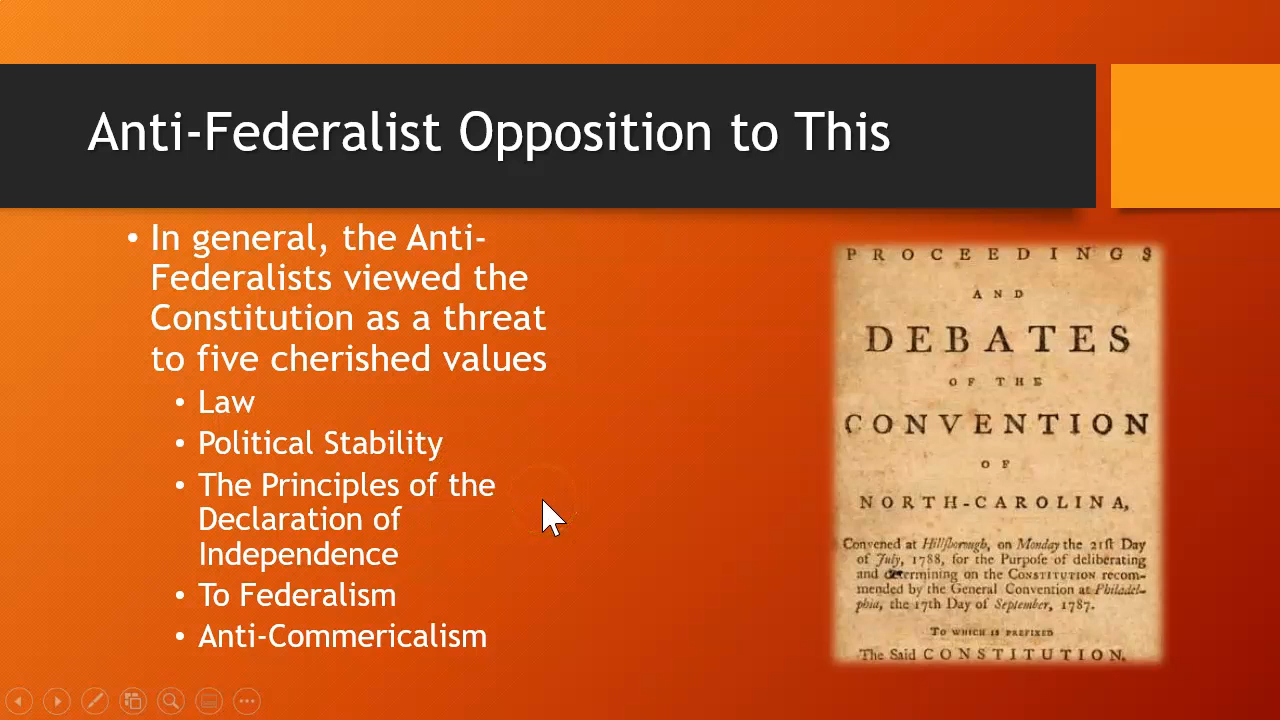 Anti-Federalist Opposition to This
• In general, the Anti-
Federalists viewed the
Constitution as a threat
to five cherished values
• Law
• Political Stability
• The Principles of the
Declaration of
Independence
• To Federalism
• Anti-Commericalism
PROCEEDINGS
AND
DEBATES
OF THE
CONVENTION
OF
NORTH-CAROLINA,
Convened at Hillſborough, on Monday the 21ſt Day
of July, 1788, for the Purpoſe of deliberating
and determining on the CONSTITUTION recom-
mended by the General Convention at Philadel-
phia, the 17th Day of September, 1787.
TO WHICH IS PREFIXED
The Said CONSTITUTION.